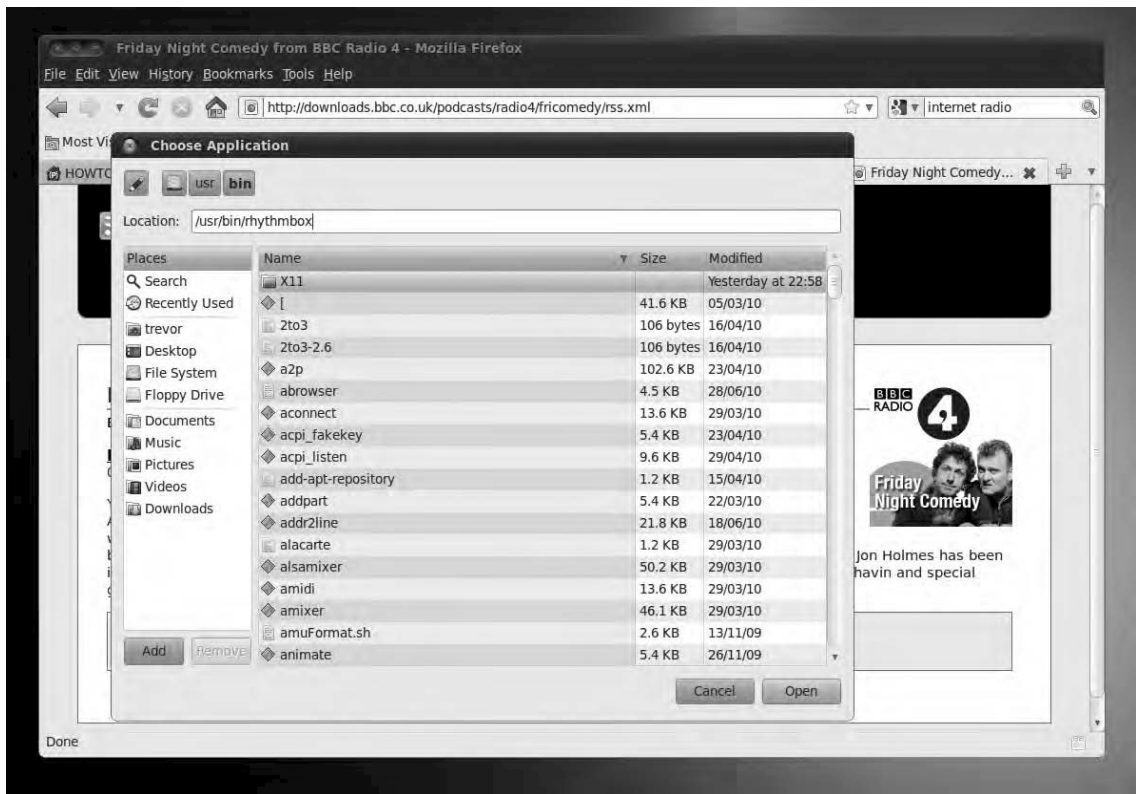 Friday Night Comedy from BBC Radio 4 - Mozilla Firefox
File Edit View History Bookmarks Tools Help
http://downloads.bbc.co.uk/podcasts/radio4/fricomedy/rss.xml
internet radio
Most Vi
Choose Application
HOWTO
Friday Night Comedy...
usr bin
Location: /usr/bin/rhythmbox
Places
Search
Recently Used
trevor
Desktop
File System
Floppy Drive
Documents
Music
Pictures
Videos
Downloads
Add Remove
Name Size Modified
X11 Yesterday at 22:58
[ 41.6 KB 05/03/10
2to3 106 bytes 16/04/10
2to3-2.6 106 bytes 16/04/10
a2p 102.6 KB 23/04/10
abrowser 4.5 KB 28/06/10
aconnect 13.6 KB 29/03/10
acpi_fakekey 5.4 KB 23/04/10
acpi_listen 9.6 KB 29/04/10
add-apt-repository 1.2 KB 15/04/10
addpart 5.4 KB 22/03/10
addr2line 21.8 KB 18/06/10
alacarte 1.2 KB 29/03/10
alsamixer 50.2 KB 29/03/10
amidi 13.6 KB 29/03/10
amixer 46.1 KB 29/03/10
amuFormat.sh 2.6 KB 13/11/09
animate 5.4 KB 26/11/09
Cancel Open
BBC
RADIO 4
Friday
Night Comedy
Jon Holmes has been
havin and special
Done